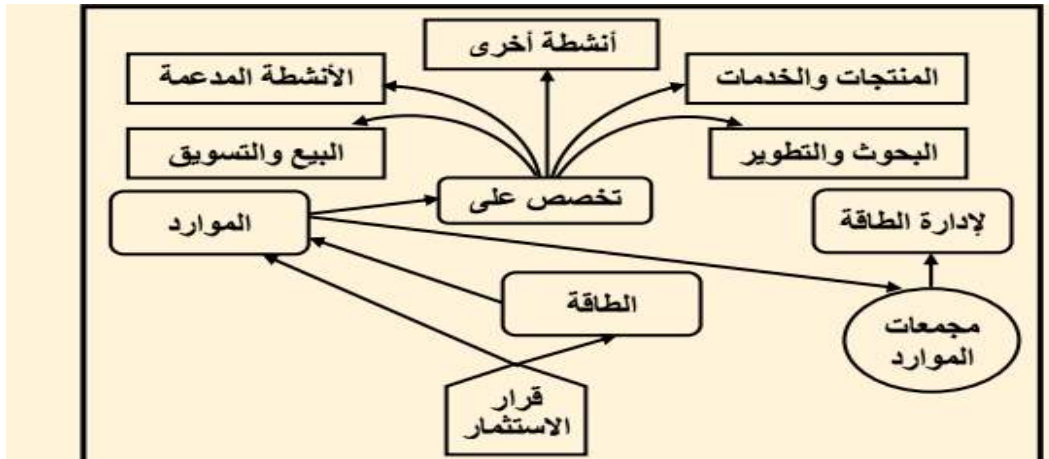 أنشطة أخرى
المنتجات والخدمات
الأنشطة المدعمة
البحوث والتطوير
البيع والتسويق
تخصص على
لإدارة الطاقة
الموارد
الطاقة
مجمعات
الموارد
قرار
الاستثمار